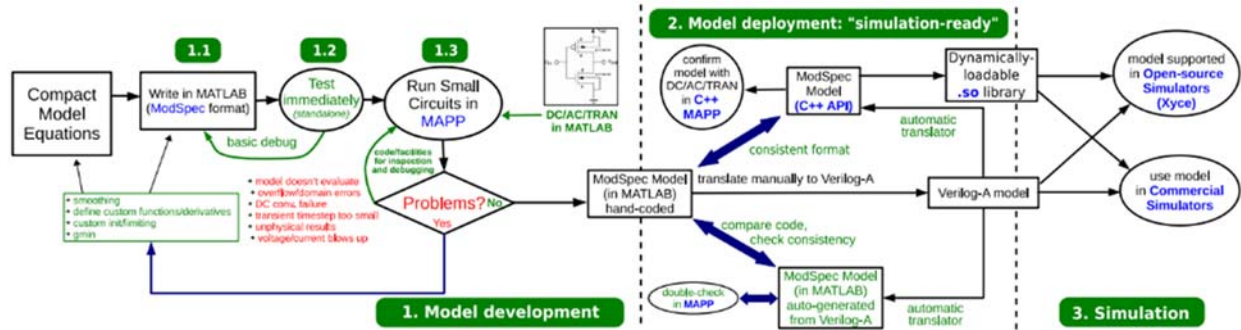 1.1
1.2
1.3
2. Model deployment: "simulation-ready"
Compact
Model
Equations
Write in MATLAB
(ModSpec format)
Test
immediately
(standalone)
Run Small
Circuits in
MAPP
DC/AC/TRAN
in MATLAB
basic debug
code/facilities
for inspection
and debugging
• smoothing
• define custom functions/derivatives
• custom init/limiting
• gmin
• model doesn't evaluate
• overflow/domain errors
• DC conv. failure
• transient timestep too small
• unphysical results
• voltage/current blows up
Problems?
No
Yes
1. Model development
confirm
model with
DC/AC/TRAN
in C++
MAPP
ModSpec
Model
(C++ API)
Dynamically-
loadable
.so library
model supported
in Open-source
Simulators
(Xyce)
automatic
translator
consistent format
ModSpec Model
(in MATLAB)
hand-coded
translate manually to Verilog-A
Verilog-A model
use model
in Commercial
Simulators
compare code,
check consistency
double-check
in MAPP
ModSpec Model
(in MATLAB)
auto-generated
from Verilog-A
automatic
translator
3. Simulation